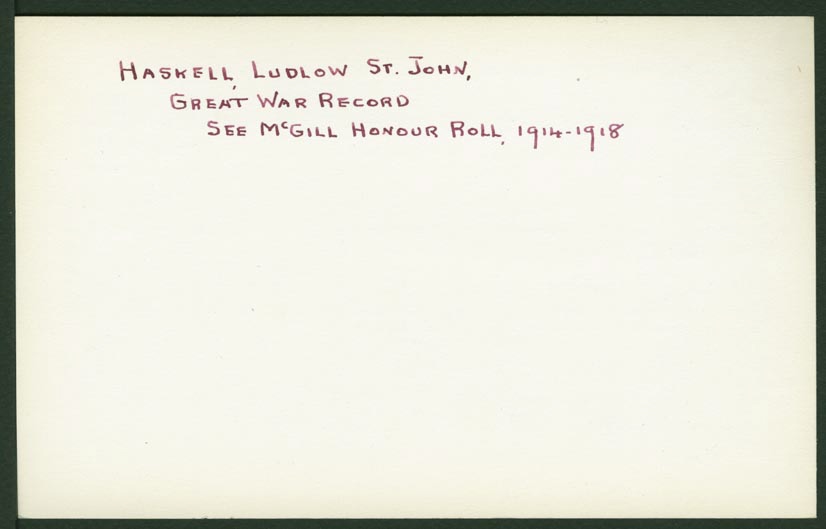 HASKELL, LUDLOW ST. JOHN,
GREAT WAR RECORD
SEE McGILL HONOUR ROLL, 1914-1918